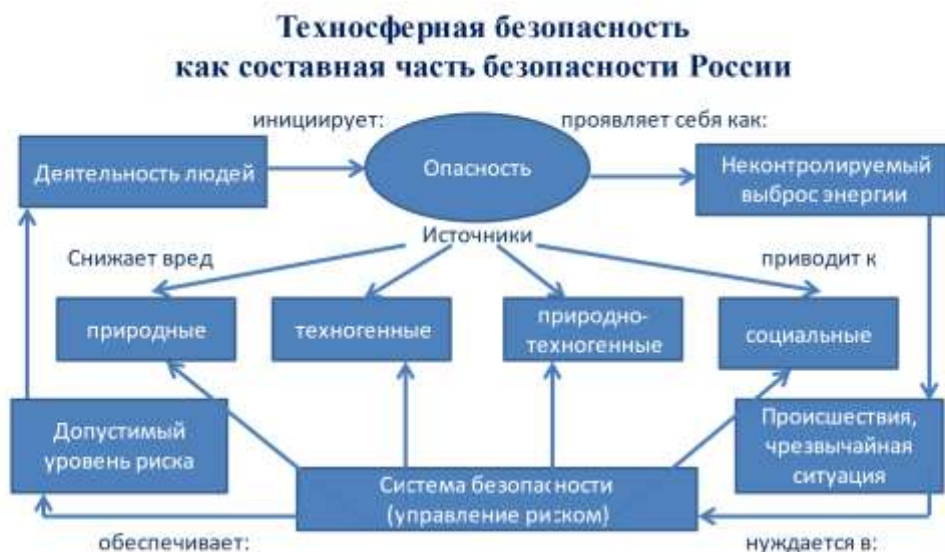 Техносферная безопасность
как составная часть безопасности России
инициирует:
проявляет себя как:
Деятельность людей
Опасность
Неконтролируемый
выброс энергии
Источники
Снижает вред
приводит к
природные
техногенные
природно-
техногенные
социальные
Допустимый
уровень риска
Происшествия,
чрезвычайная
ситуация
Система безопасности
(управление риском)
обеспечивает:
нуждается в: